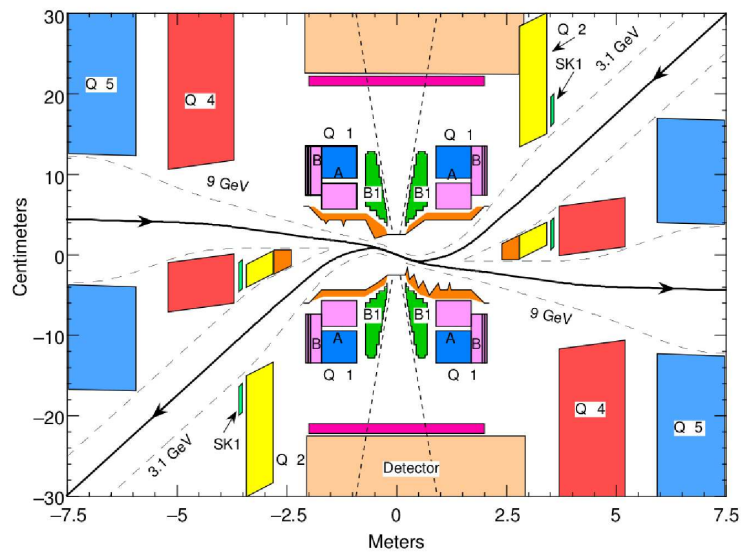 30
20
10
0
−10
−20
−30
Centimeters
−7.5
−5
−2.5
0
2.5
5
7.5
Meters
Q 5
Q 4
Q 2
SK1
3.1 GeV
Q 1
Q 1
B
A
B1
B1
A
B
9 GeV
B
A
B1
B1
A
B
Q 1
Q 1
9 GeV
SK1
3.1 GeV
Q 2
Detector
Q 4
Q 5